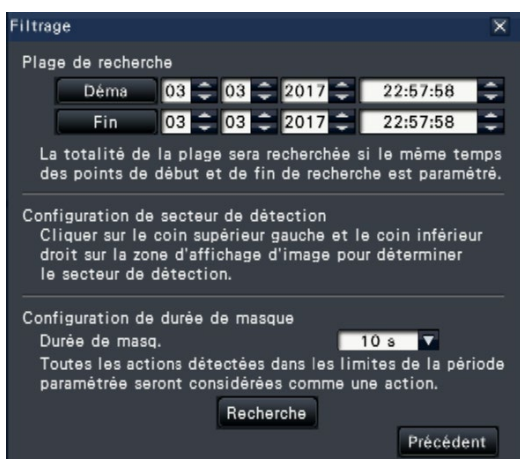 Filtrage
Plage de recherche
Déma 03 03 2017 22:57:58
Fin 03 03 2017 22:57:58
La totalité de la plage sera recherchée si le même temps
des points de début et de fin de recherche est paramétré.
Configuration de secteur de détection
Cliquer sur le coin supérieur gauche et le coin inférieur
droit sur la zone d'affichage d'image pour déterminer
le secteur de détection.
Configuration de durée de masque
Durée de masq. 10 s
Toutes les actions détectées dans les limites de la période
paramétrée seront considérées comme une action.
Recherche
Précédent